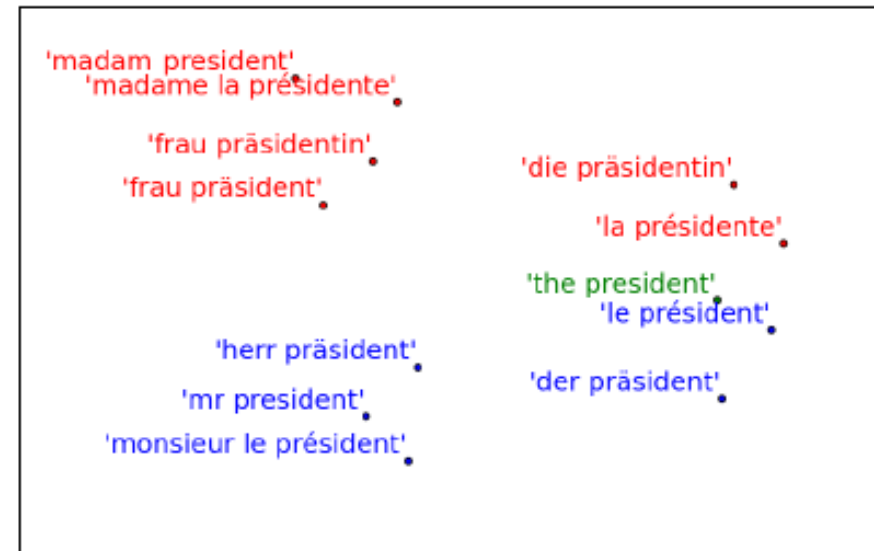 'madam president'
'madame la présidente'
'frau präsidentin'
'die präsidentin'
'frau präsident'
'la présidente'
'the president'
'le président'
'herr präsident'
'der präsident'
'mr president'
'monsieur le président'